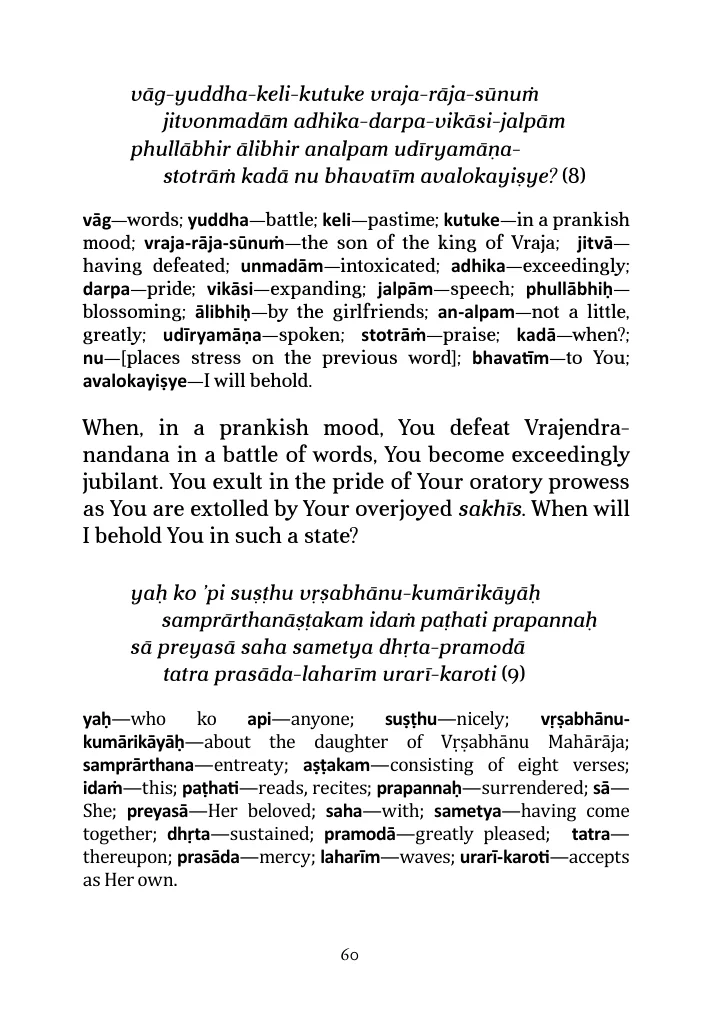 vāg-yuddha-keli-kutuke vraja-rāja-sūnuṁ
jitvonmadām adhika-darpa-vikāsi-jalpām
phullābhir ālibhir analpam udīryamāṇa-
stotrāṁ kadā nu bhavatīm avalokayiṣye? (8)
vāg—words; yuddha—battle; keli—pastime; kutuke—in a prankish
mood; vraja-rāja-sūnuṁ—the son of the king of Vraja; jitvā—
having defeated; unmadām—intoxicated; adhika—exceedingly;
darpa—pride; vikāsi—expanding; jalpām—speech; phullābhiḥ—
blossoming; ālibhiḥ—by the girlfriends; an-alpam—not a little,
greatly; udīryamāṇa—spoken; stotrāṁ—praise; kadā—when?;
nu—[places stress on the previous word]; bhavatīm—to You;
avalokayiṣye—I will behold.
When, in a prankish mood, You defeat Vrajendra-
nandana in a battle of words, You become exceedingly
jubilant. You exult in the pride of Your oratory prowess
as You are extolled by Your overjoyed sakhīs. When will
I behold You in such a state?
yaḥ ko ’pi suṣṭhu vṛṣabhānu-kumārikāyāḥ
samprārthanāṣṭakam idaṁ paṭhati prapannaḥ
sā preyasā saha sametya dhṛta-pramodā
tatra prasāda-laharīm urarī-karoti (9)
yaḥ—who ko api—anyone; suṣṭhu—nicely; vṛṣabhānu-
kumārikāyāḥ—about the daughter of Vṛṣabhānu Mahārāja;
samprārthana—entreaty; aṣṭakam—consisting of eight verses;
idaṁ—this; paṭhati—reads, recites; prapannaḥ—surrendered; sā—
She; preyasā—Her beloved; saha—with; sametya—having come
together; dhṛta—sustained; pramodā—greatly pleased; tatra—
thereupon; prasāda—mercy; laharīm—waves; urarī-karoti—accepts
as Her own.
60